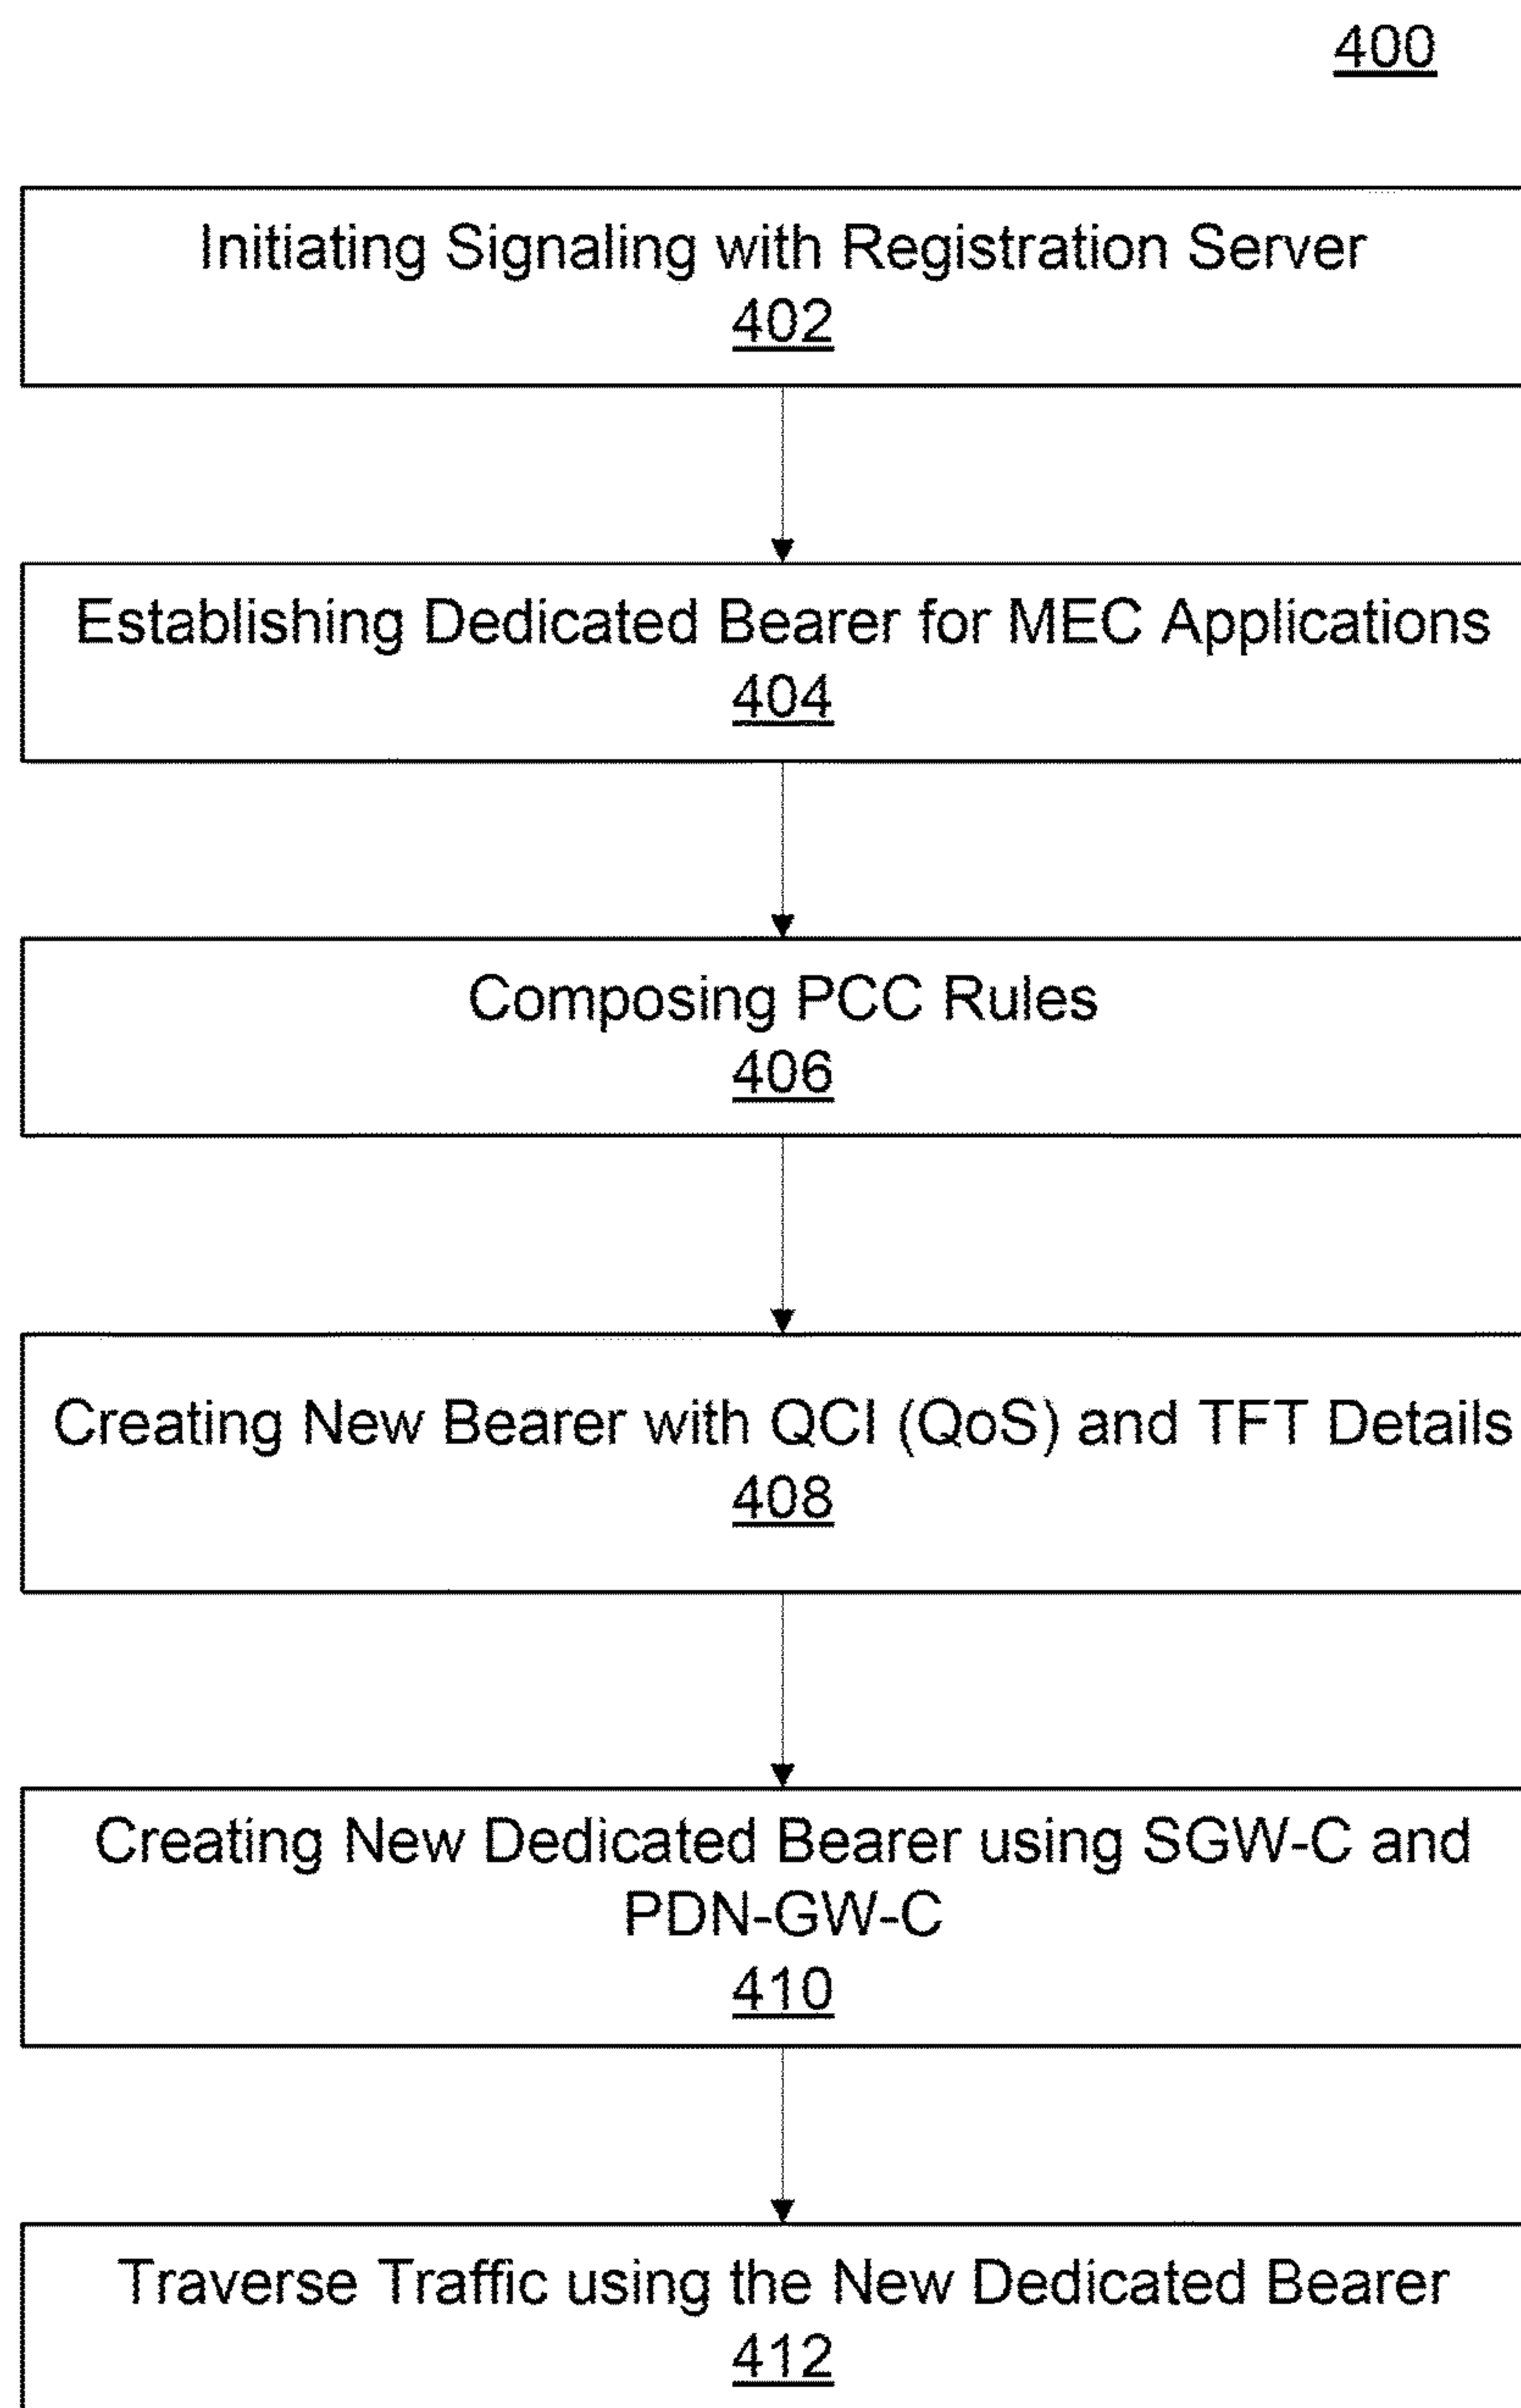 400
Initiating Signaling with Registration Server
402
Establishing Dedicated Bearer for MEC Applications
404
Composing PCC Rules
406
Creating New Bearer with QCI (QoS) and TFT Details
408
Creating New Dedicated Bearer using SGW-C and
PDN-GW-C
410
Traverse Traffic using the New Dedicated Bearer
412